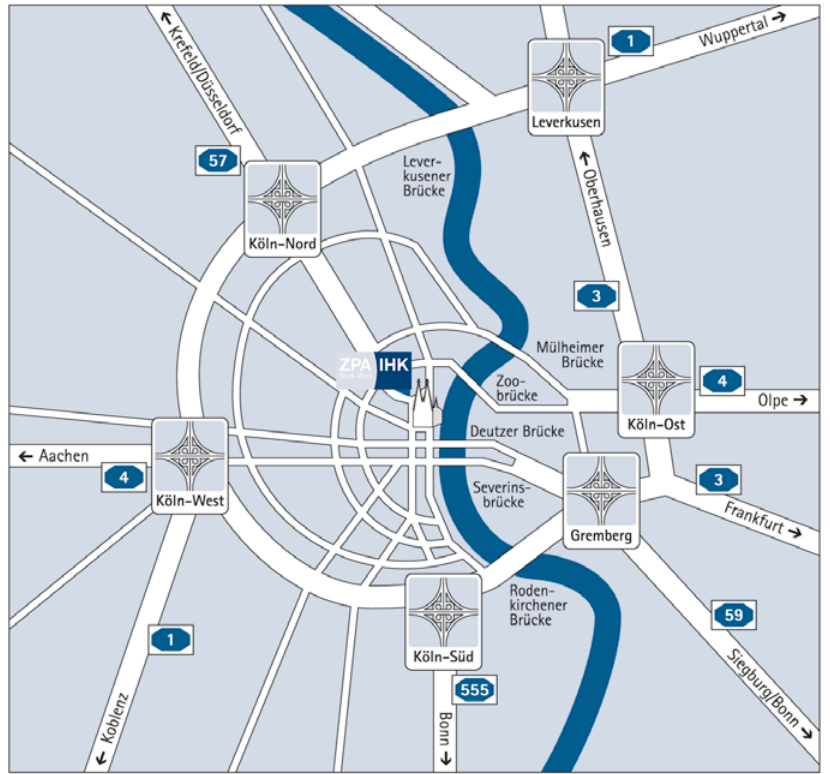 1
Wuppertal →
← Krefeld/Düsseldorf
Leverkusen
57
Lever-
kusener
Brücke
← Oberhausen
Köln-Nord
3
Mülheimer
Brücke
ZPA IHK
Nord-West
Zoo-
brücke
4
Olpe →
Köln-Ost
Deutzer Brücke
← Aachen
4
Köln-West
Severins-
brücke
3
Frankfurt →
Gremberg
Roden-
kirchener
Brücke
59
1
Köln-Süd
Siegburg/Bonn →
555
← Koblenz
Bonn →